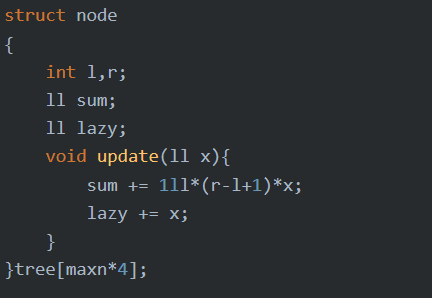 struct node
{
    int l,r;
    ll sum;
    ll lazy;
    void update(ll x){
        sum += 1ll*(r-l+1)*x;
        lazy += x;
    }
}tree[maxn*4];